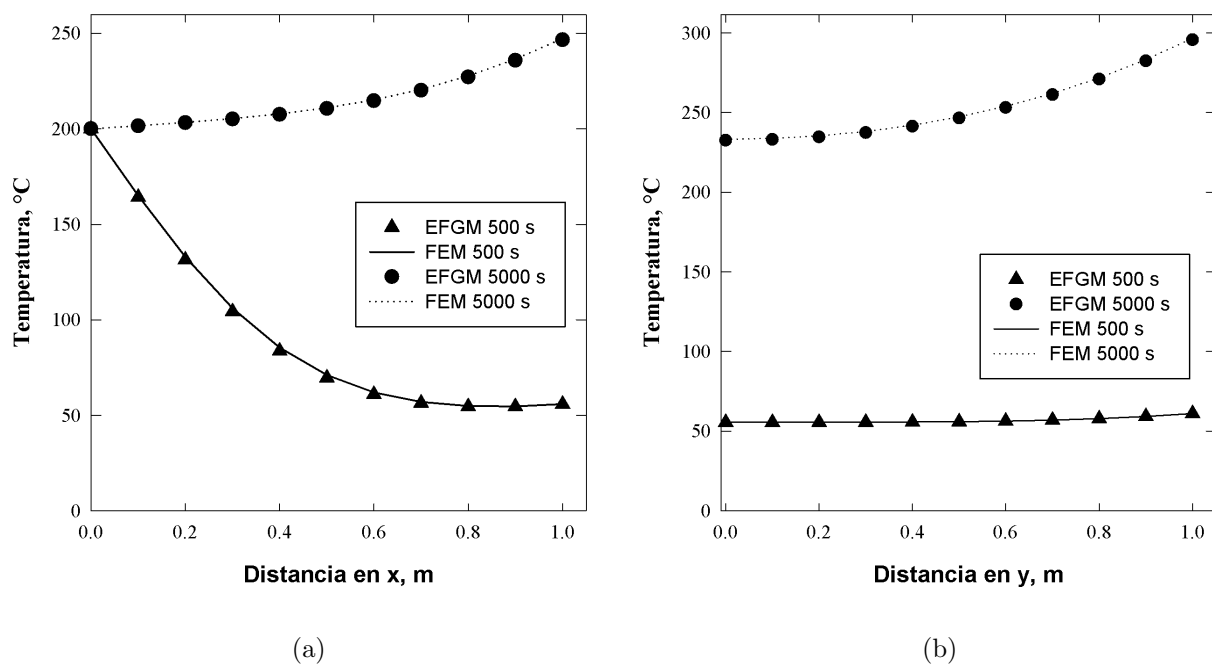 250
200
150
100
50
0
Temperatura, °C
EFGM 500 s
FEM 500 s
EFGM 5000 s
FEM 5000 s
0.0 0.2 0.4 0.6 0.8 1.0
Distancia en x, m
(a)
300
250
200
150
100
50
0
Temperatura, °C
EFGM 500 s
EFGM 5000 s
FEM 500 s
FEM 5000 s
0.0 0.2 0.4 0.6 0.8 1.0
Distancia en y, m
(b)